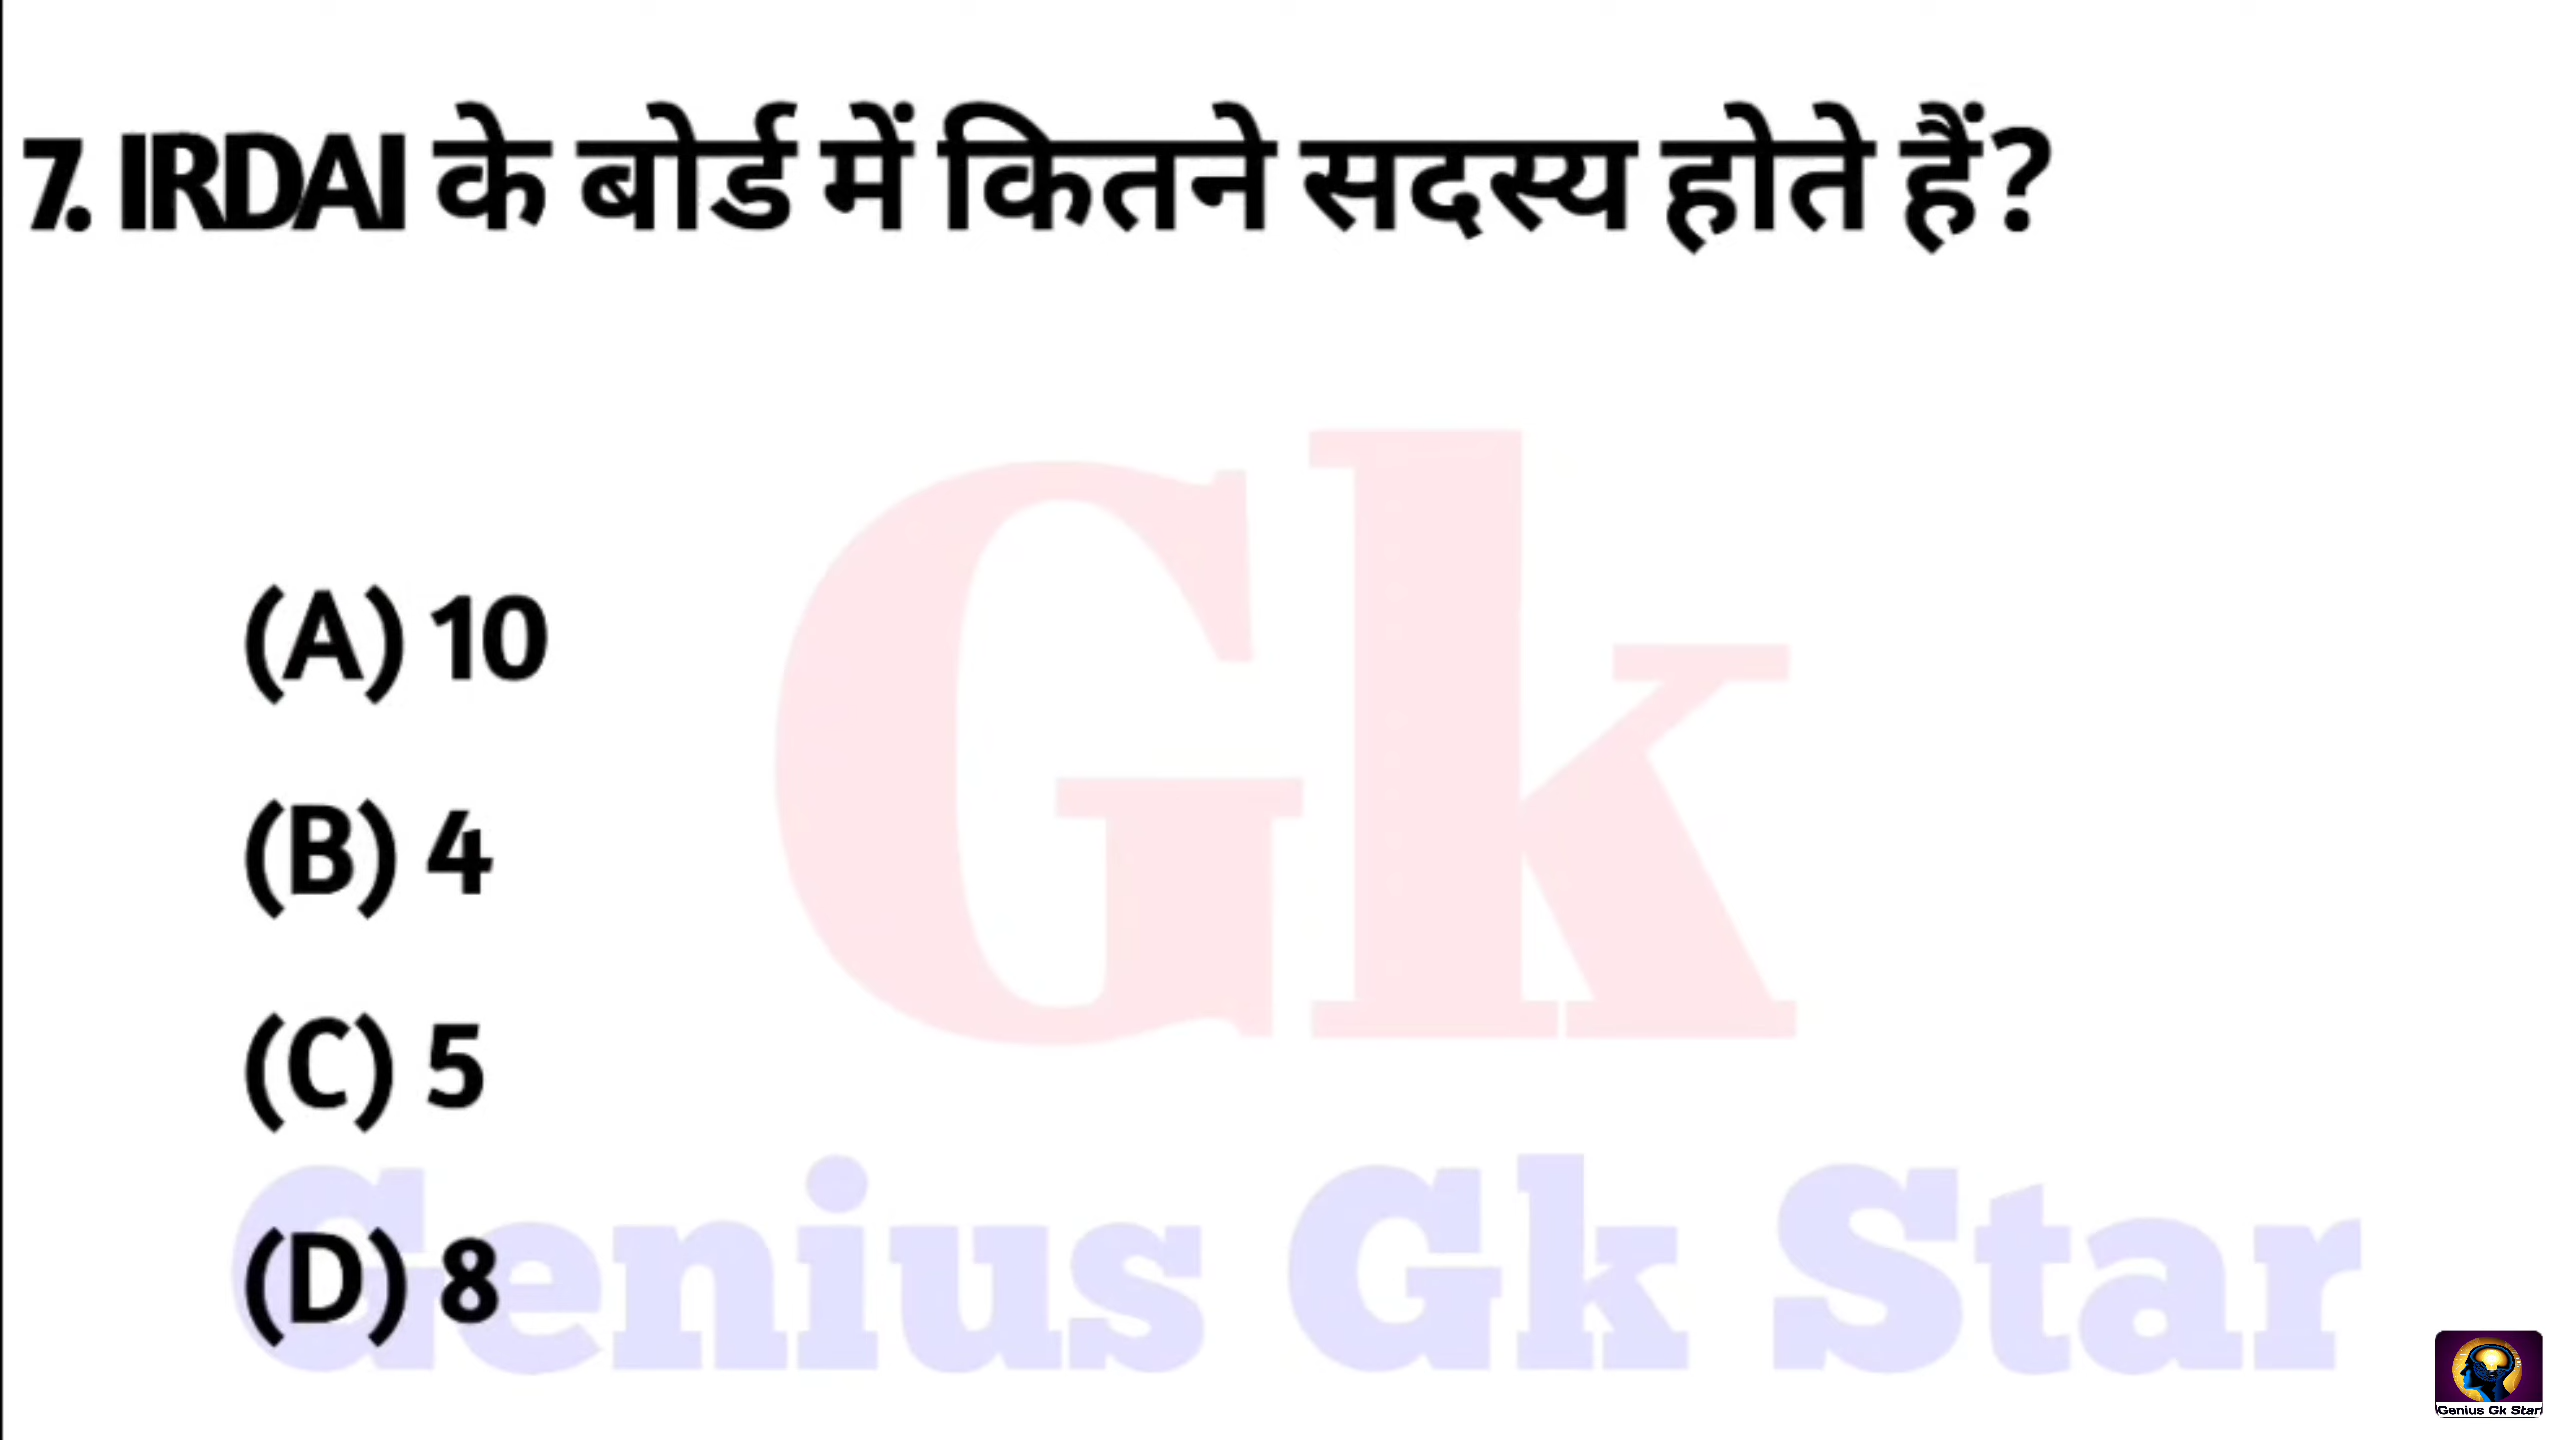 7. IRDAI के बोर्ड में कितने सदस्य होते हैं?
Gk
(A) 10
(B) 4
(C) 5
(D) 8
Genius Gk Star
Genius Gk Star